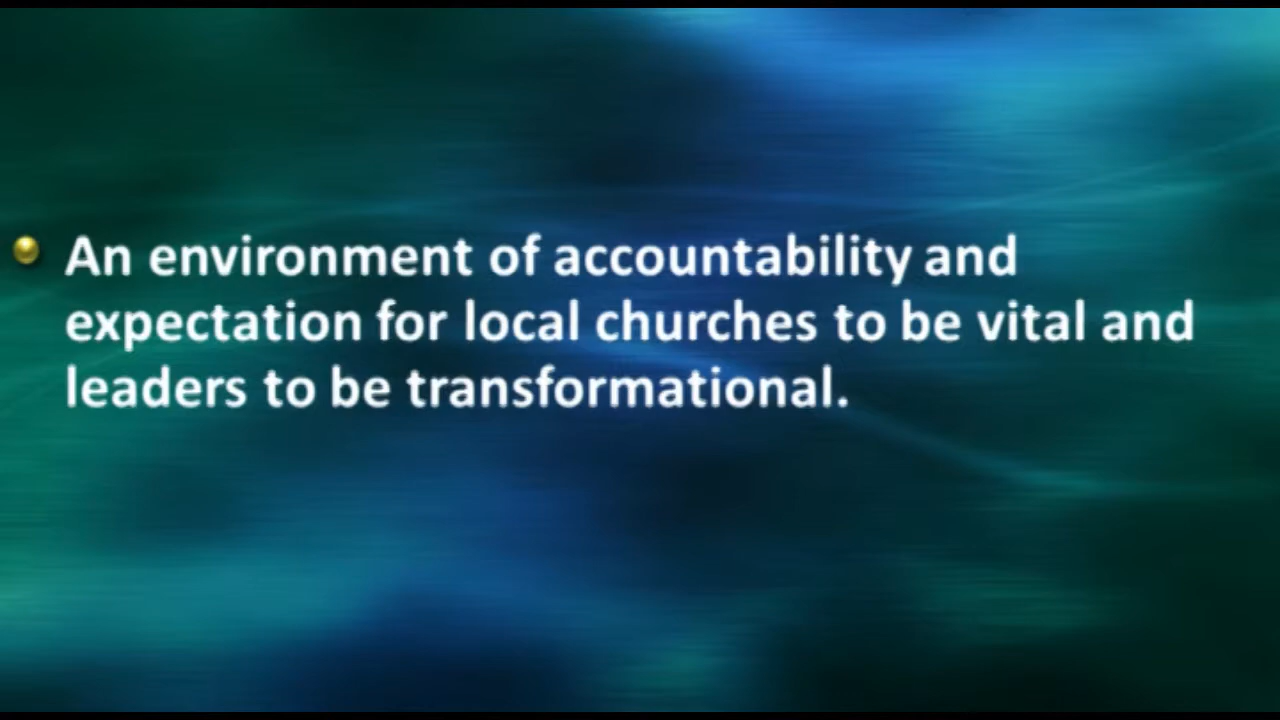 An environment of accountability and
expectation for local churches to be vital and
leaders to be transformational.